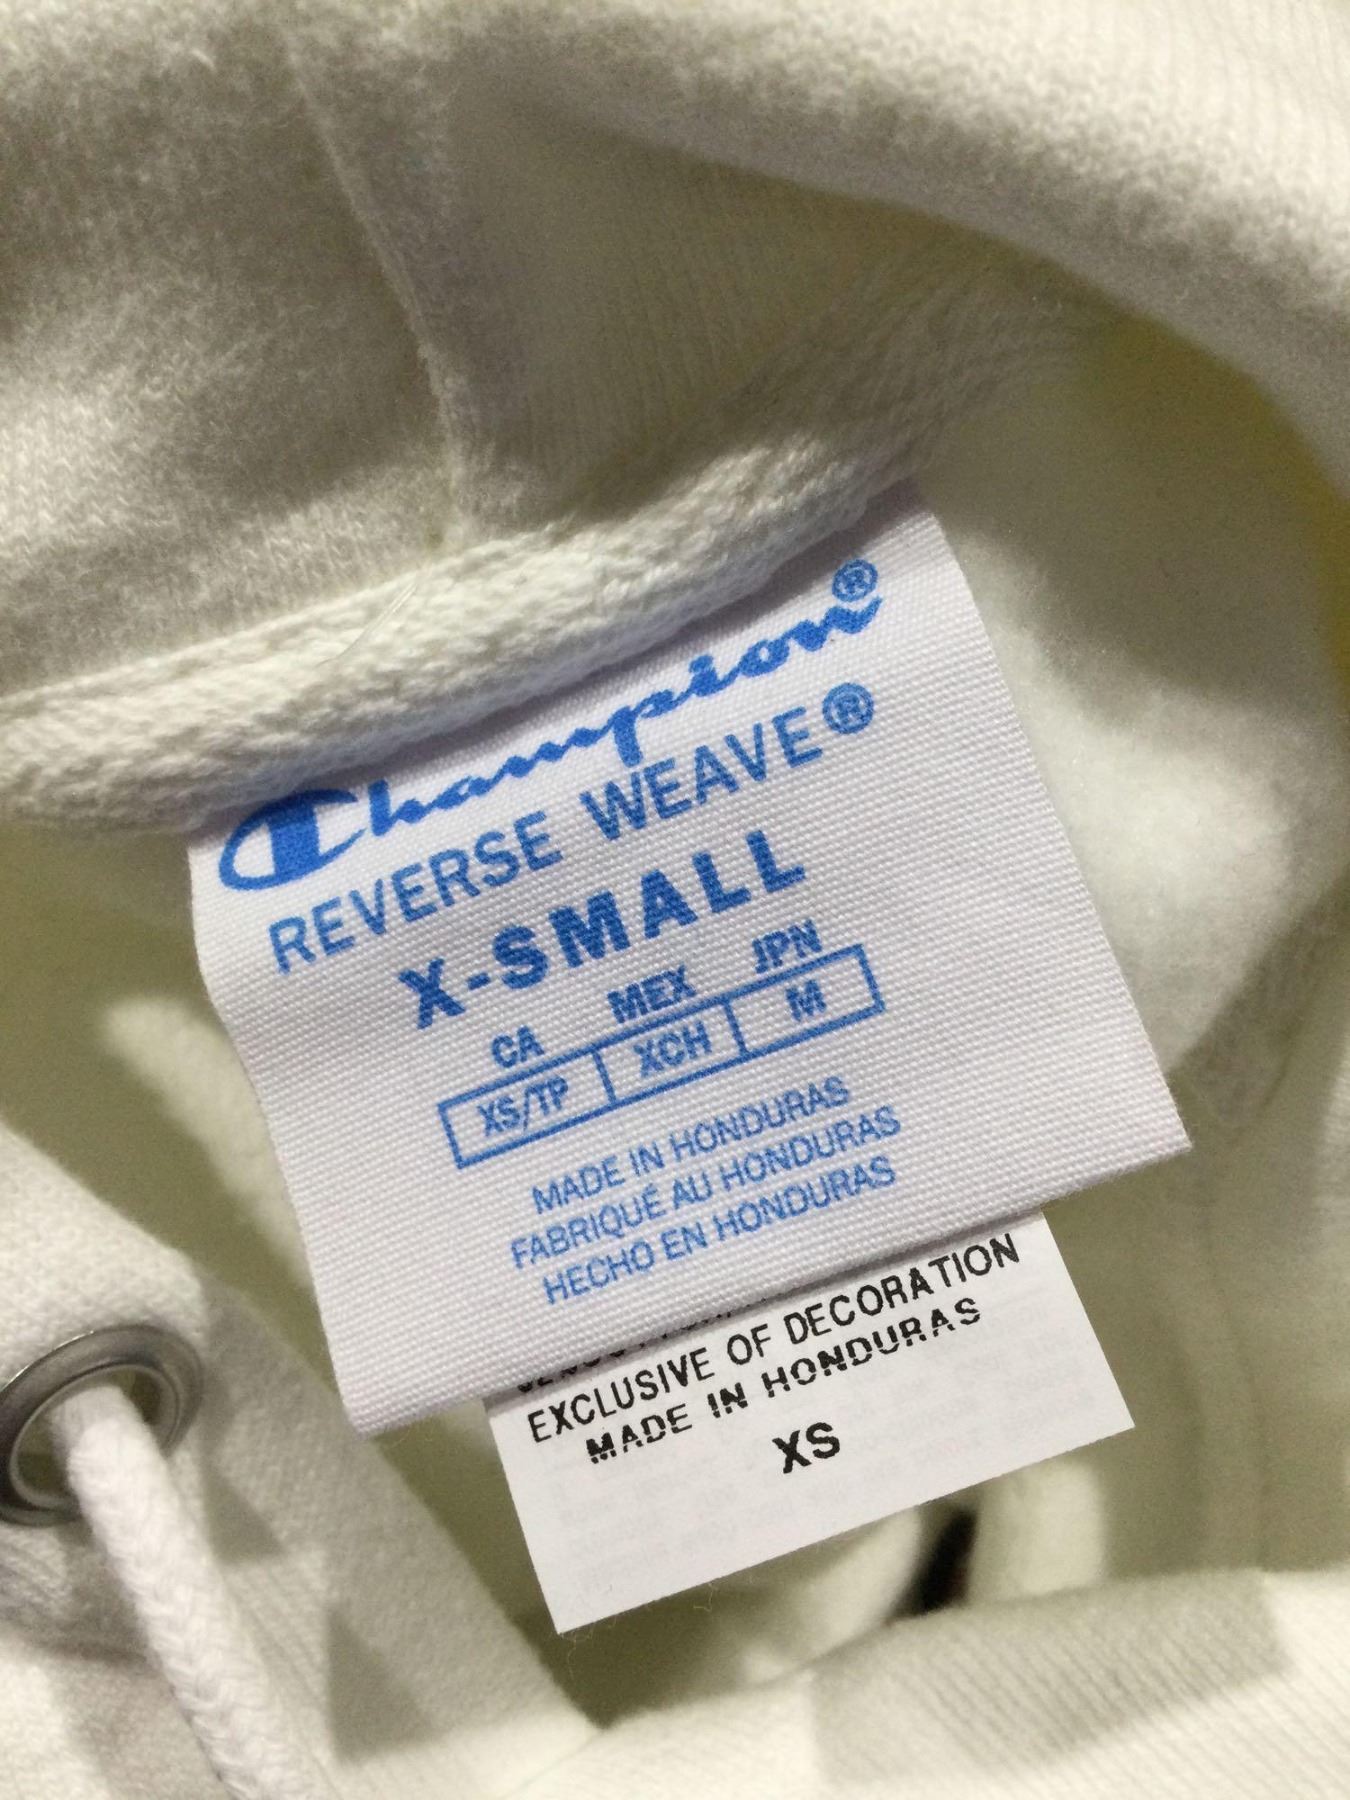 Champion®
REVERSE WEAVE®
X-SMALL
CA MEX JPN
XS/TP XCH M
MADE IN HONDURAS
FABRIQUÉ AU HONDURAS
HECHO EN HONDURAS
EXCLUSIVE OF DECORATION
MADE IN HONDURAS
XS